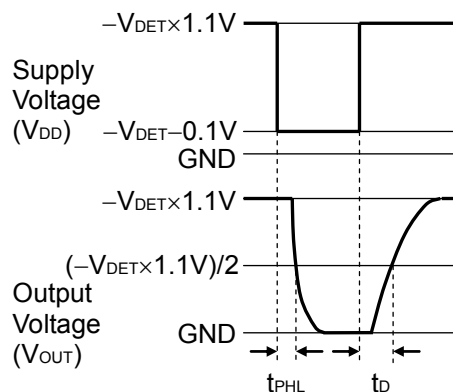 −VDET×1.1V
Supply
Voltage
(VDD)
−VDET−0.1V
GND
−VDET×1.1V
(−VDET×1.1V)/2
Output
Voltage
(VOUT)
GND
tPHL
tD